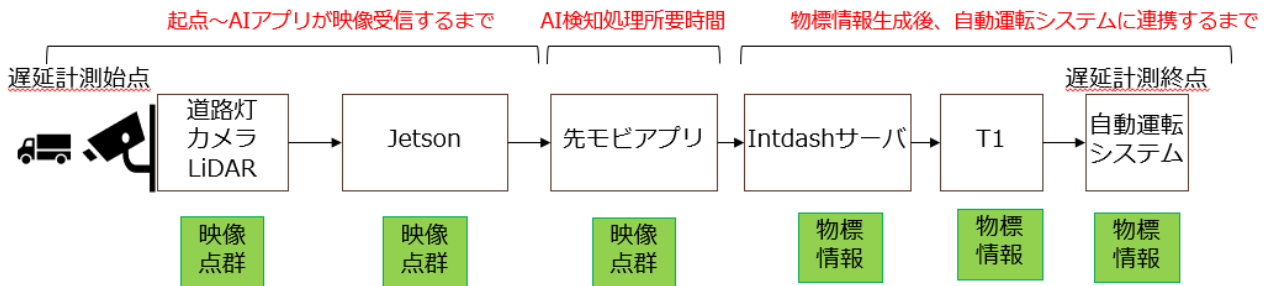 起点～AIアプリが映像受信するまで
AI検知処理所要時間
物標情報生成後、自動運転システムに連携するまで
遅延計測始点
遅延計測終点
道路灯
カメラ
LiDAR
Jetson
先モビアプリ
Intdashサーバ
T1
自動運転
システム
映像
点群
映像
点群
映像
点群
物標
情報
物標
情報
物標
情報